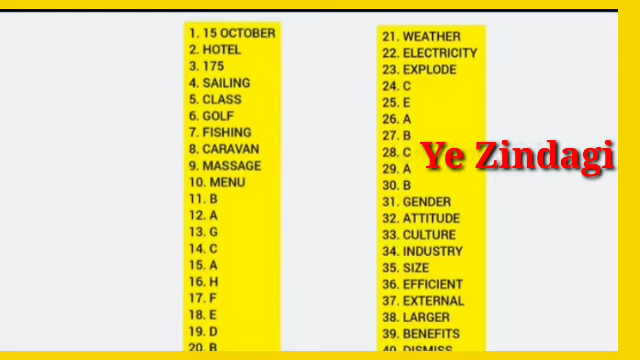 1. 15 OCTOBER
2. HOTEL
3. 175
4. SAILING
5. CLASS
6. GOLF
7. FISHING
8. CARAVAN
9. MASSAGE
10. MENU
11. B
12. A
13. G
14. C
15. A
16. H
17. F
18. E
19. D
20. B
21. WEATHER
22. ELECTRICITY
23. EXPLODE
24. C
25. E
26. A
27. B
28. C
29. A
30. B
31. GENDER
32. ATTITUDE
33. CULTURE
34. INDUSTRY
35. SIZE
36. EFFICIENT
37. EXTERNAL
38. LARGER
39. BENEFITS
40. DISMISS
Ye Zindagi